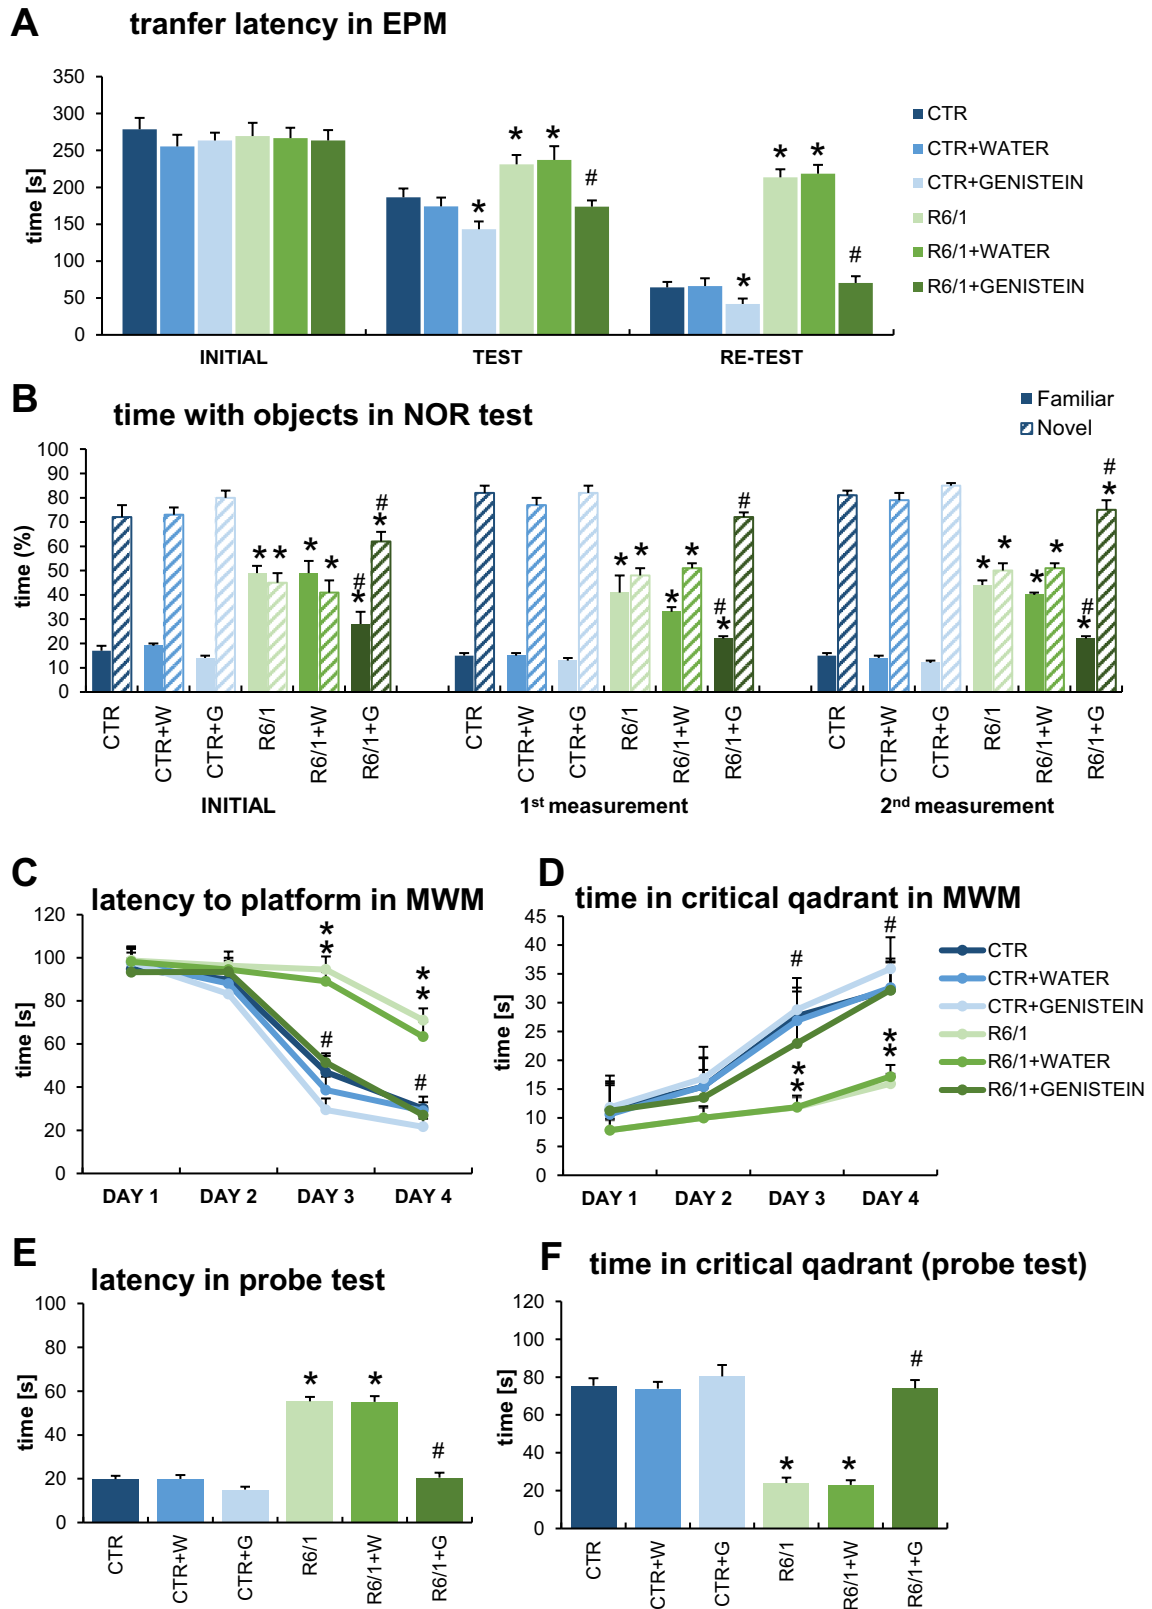 A tranfer latency in EPM
time [s]
350
300
250
200
150
100
50
0
* * * # * * * #
INITIAL TEST RE-TEST
CTR
CTR+WATER
CTR+GENISTEIN
R6/1
R6/1+WATER
R6/1+GENISTEIN
B time with objects in NOR test
Familiar
Novel
time (%)
100
90
80
70
60
50
40
30
20
10
0
* * * * # * # *
* * * * # * #
* * * * # * # *
CTR CTR+W CTR+G R6/1 R6/1+W R6/1+G
CTR CTR+W CTR+G R6/1 R6/1+W R6/1+G
CTR CTR+W CTR+G R6/1 R6/1+W R6/1+G
INITIAL 1st measurement 2nd measurement
C latency to platform in MWM
time [s]
120
100
80
60
40
20
0
* * # * * #
DAY 1 DAY 2 DAY 3 DAY 4
D time in critical qadrant in MWM
time [s]
45
40
35
30
25
20
15
10
5
0
# * * # * *
DAY 1 DAY 2 DAY 3 DAY 4
CTR
CTR+WATER
CTR+GENISTEIN
R6/1
R6/1+WATER
R6/1+GENISTEIN
E latency in probe test
time [s]
100
80
60
40
20
0
* * #
CTR CTR+W CTR+G R6/1 R6/1+W R6/1+G
F time in critical qadrant (probe test)
time [s]
120
100
80
60
40
20
0
* * #
CTR CTR+W CTR+G R6/1 R6/1+W R6/1+G